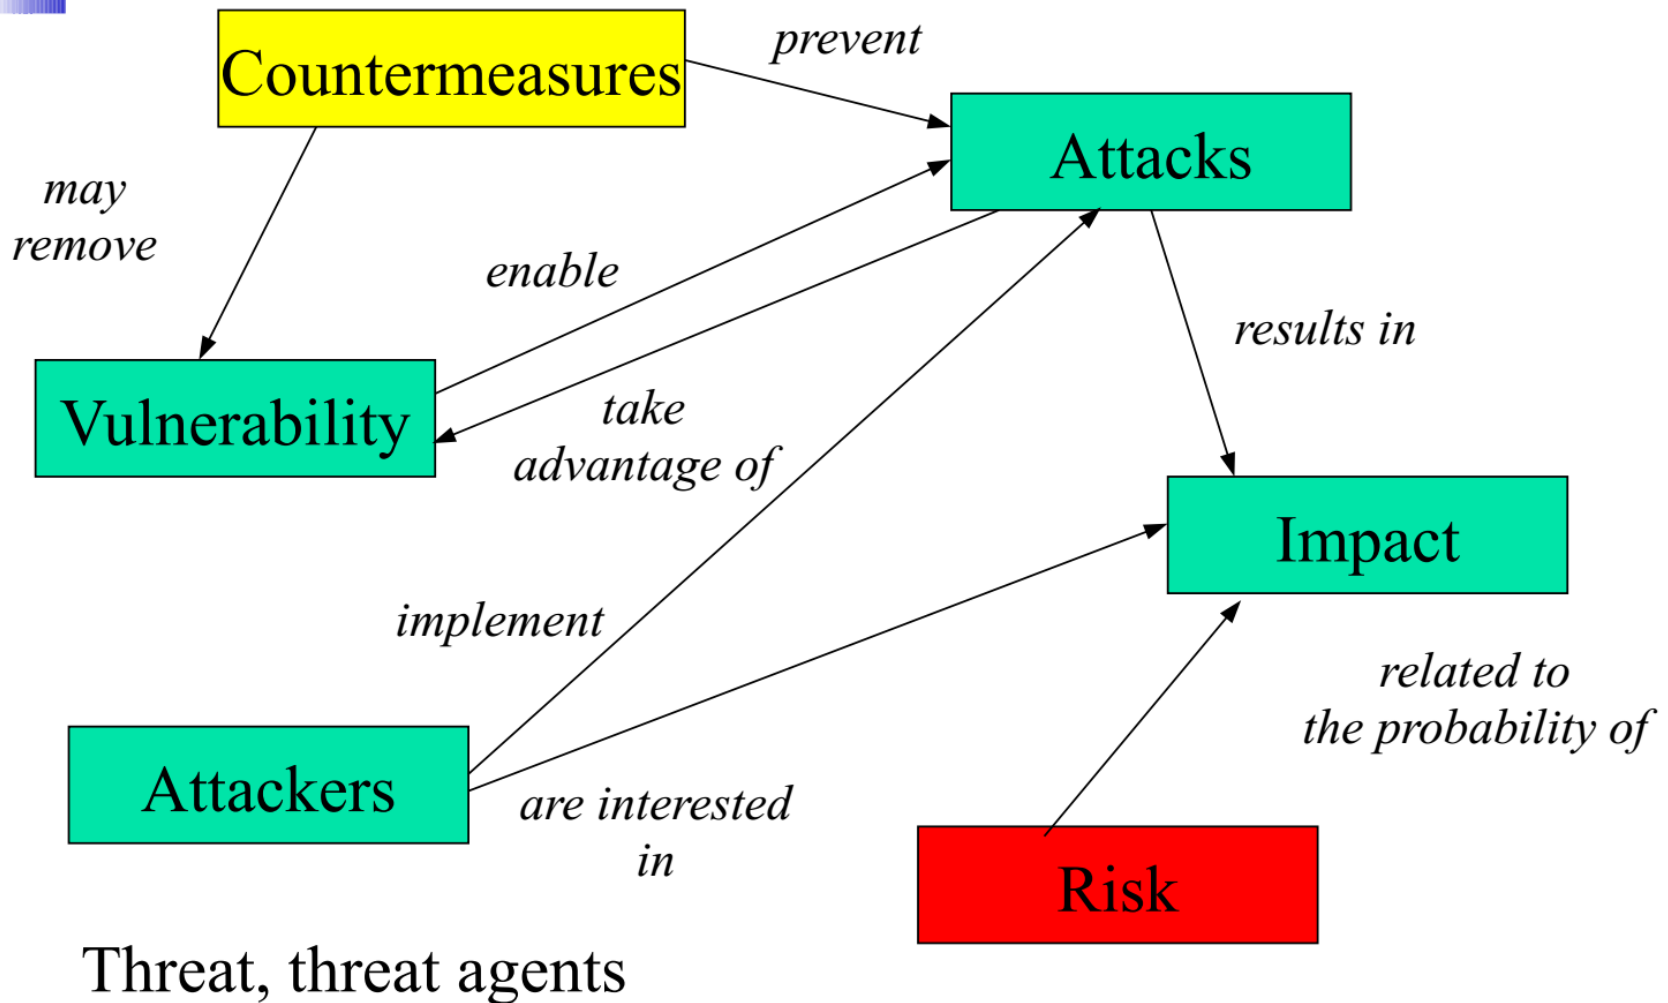 prevent
Countermeasures
Attacks
may
remove
enable
results in
Vulnerability
take
advantage of
Impact
implement
related to
the probability of
Attackers
are interested
in
Risk
Threat, threat agents